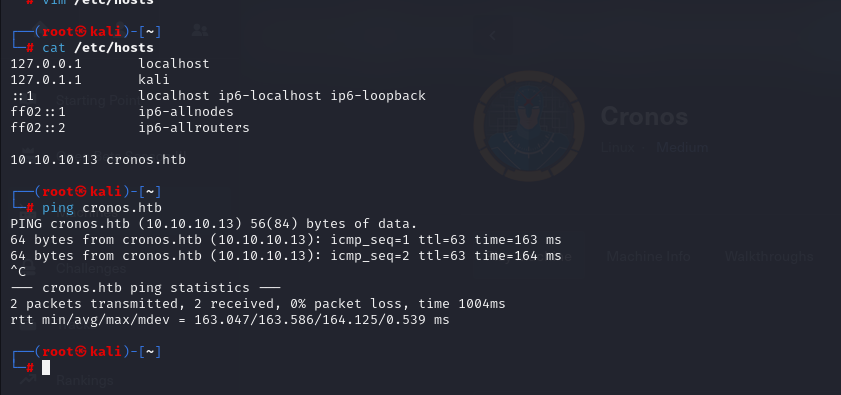 vim /etc/hosts
┌──(root㉿kali)-[~]
└─# cat /etc/hosts
127.0.0.1       localhost
127.0.1.1       kali
::1             localhost ip6-localhost ip6-loopback
ff02::1         ip6-allnodes
ff02::2         ip6-allrouters
10.10.10.13 cronos.htb
┌──(root㉿kali)-[~]
└─# ping cronos.htb
PING cronos.htb (10.10.10.13) 56(84) bytes of data.
64 bytes from cronos.htb (10.10.10.13): icmp_seq=1 ttl=63 time=163 ms
64 bytes from cronos.htb (10.10.10.13): icmp_seq=2 ttl=63 time=164 ms
^C
--- cronos.htb ping statistics ---
2 packets transmitted, 2 received, 0% packet loss, time 1004ms
rtt min/avg/max/mdev = 163.047/163.586/164.125/0.539 ms
┌──(root㉿kali)-[~]
└─#
Starting Point
Challenges
Rankings
Cronos
Linux Medium
Machine Info Walkthroughs